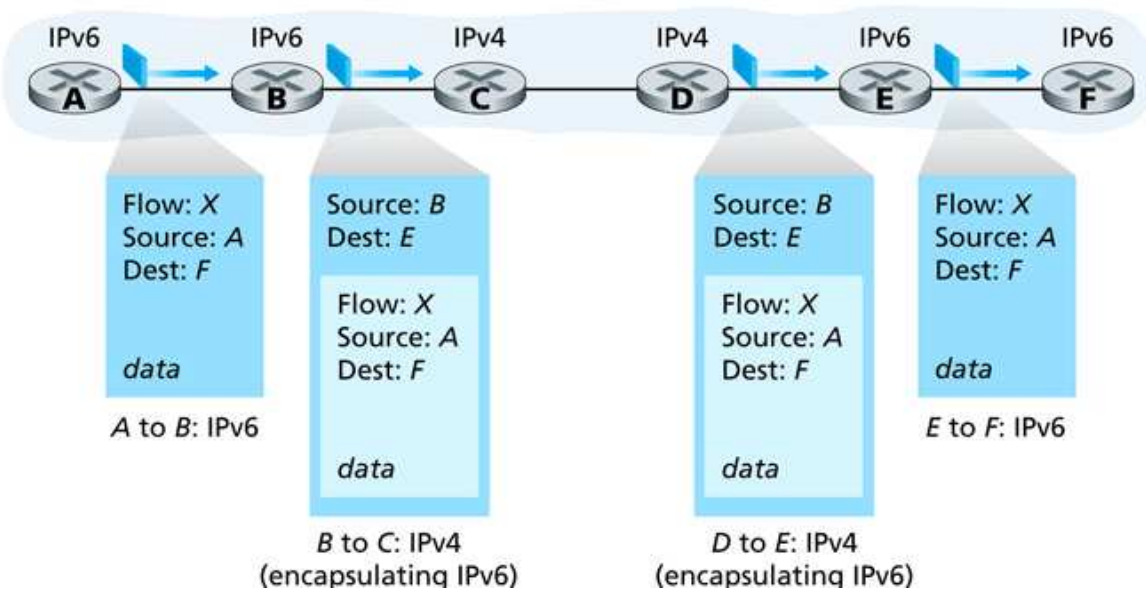 IPv6
IPv6
IPv4
IPv4
IPv6
IPv6
A
B
C
D
E
F
Flow: X
Source: A
Dest: F
data
A to B: IPv6
Source: B
Dest: E
Flow: X
Source: A
Dest: F
data
B to C: IPv4
(encapsulating IPv6)
Source: B
Dest: E
Flow: X
Source: A
Dest: F
data
D to E: IPv4
(encapsulating IPv6)
Flow: X
Source: A
Dest: F
data
E to F: IPv6